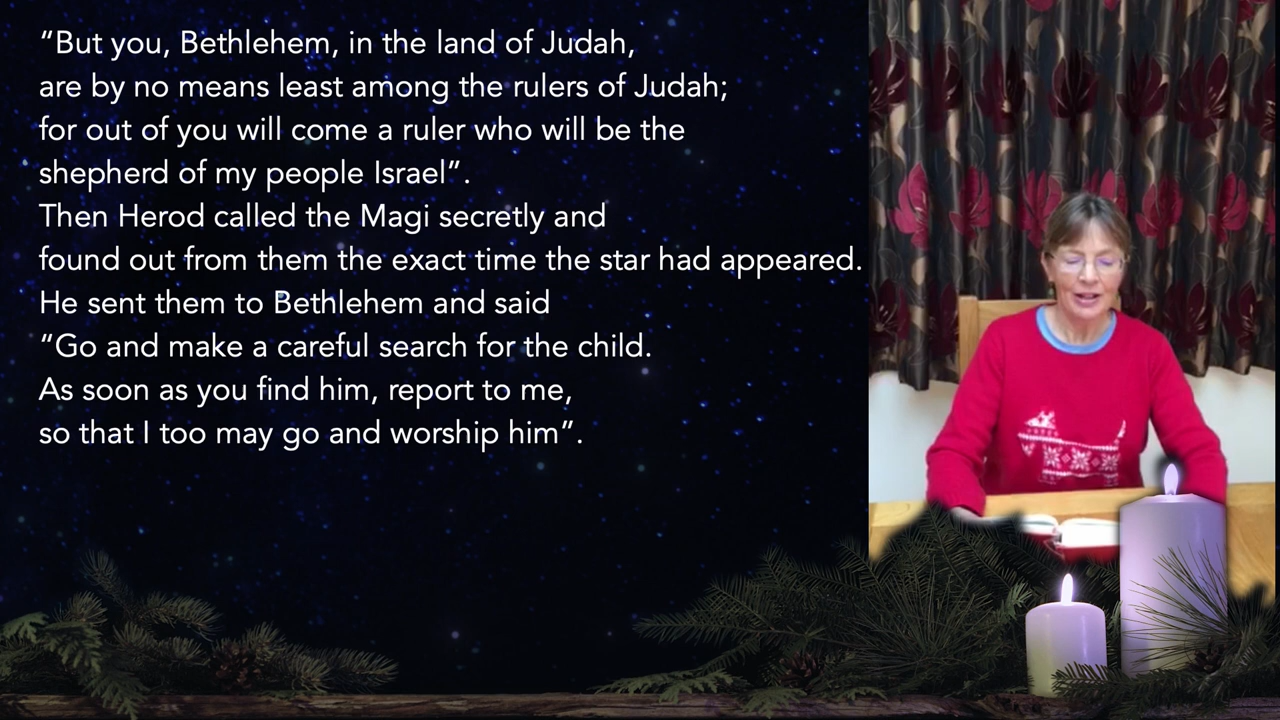 “But you, Bethlehem, in the land of Judah,
are by no means least among the rulers of Judah;
for out of you will come a ruler who will be the
shepherd of my people Israel”.
Then Herod called the Magi secretly and
found out from them the exact time the star had appeared.
He sent them to Bethlehem and said
“Go and make a careful search for the child.
As soon as you find him, report to me,
so that I too may go and worship him”.